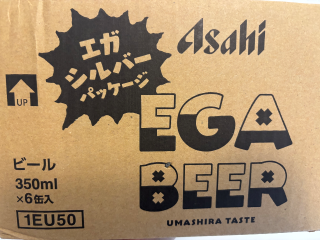 エガ
シルバー
パッケージ
Asahi
UP
EGA
BEER
ビール
350ml
×6缶入
1EU50
UMASHIRA TASTE